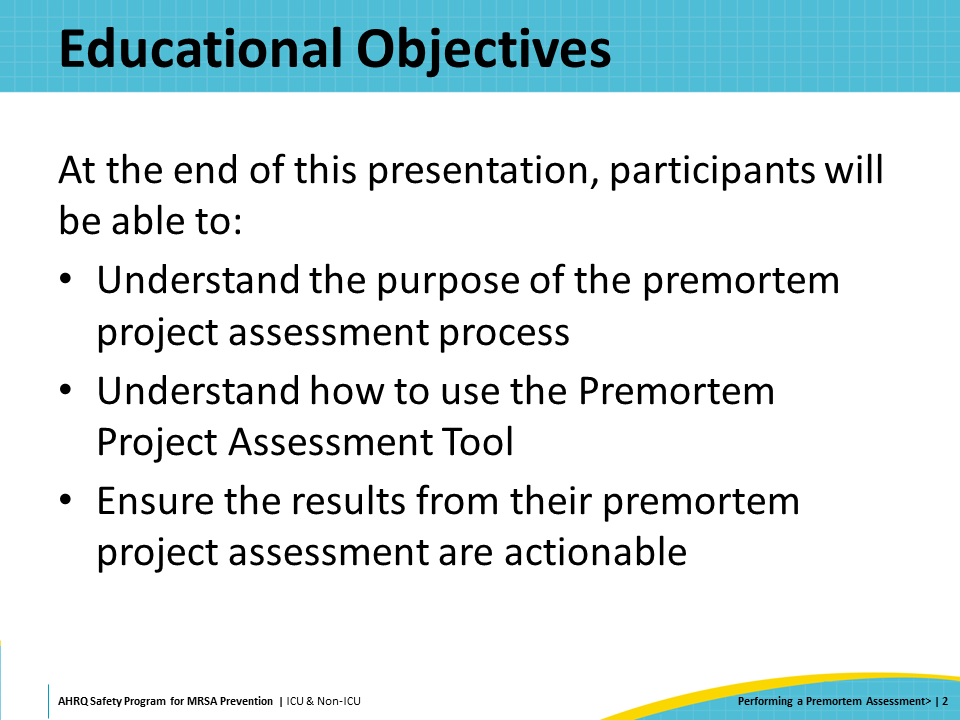 Educational Objectives
At the end of this presentation, participants will
be able to:
• Understand the purpose of the premortem
project assessment process
• Understand how to use the Premortem
Project Assessment Tool
• Ensure the results from their premortem
project assessment are actionable
AHRQ Safety Program for MRSA Prevention | ICU & Non-ICU
Performing a Premortem Assessment> | 2